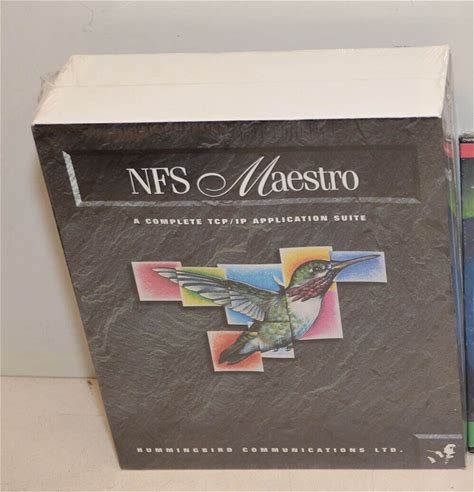 NFS Maestro
A COMPLETE TCP/IP APPLICATION SUITE
HUMMINGBIRD COMMUNICATIONS LTD.